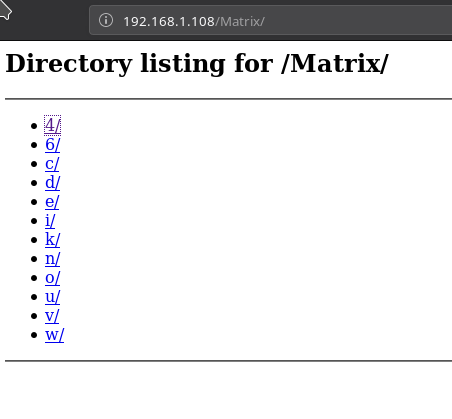 192.168.1.108/Matrix/
Directory listing for /Matrix/
4/
6/
c/
d/
e/
i/
k/
n/
o/
u/
v/
w/